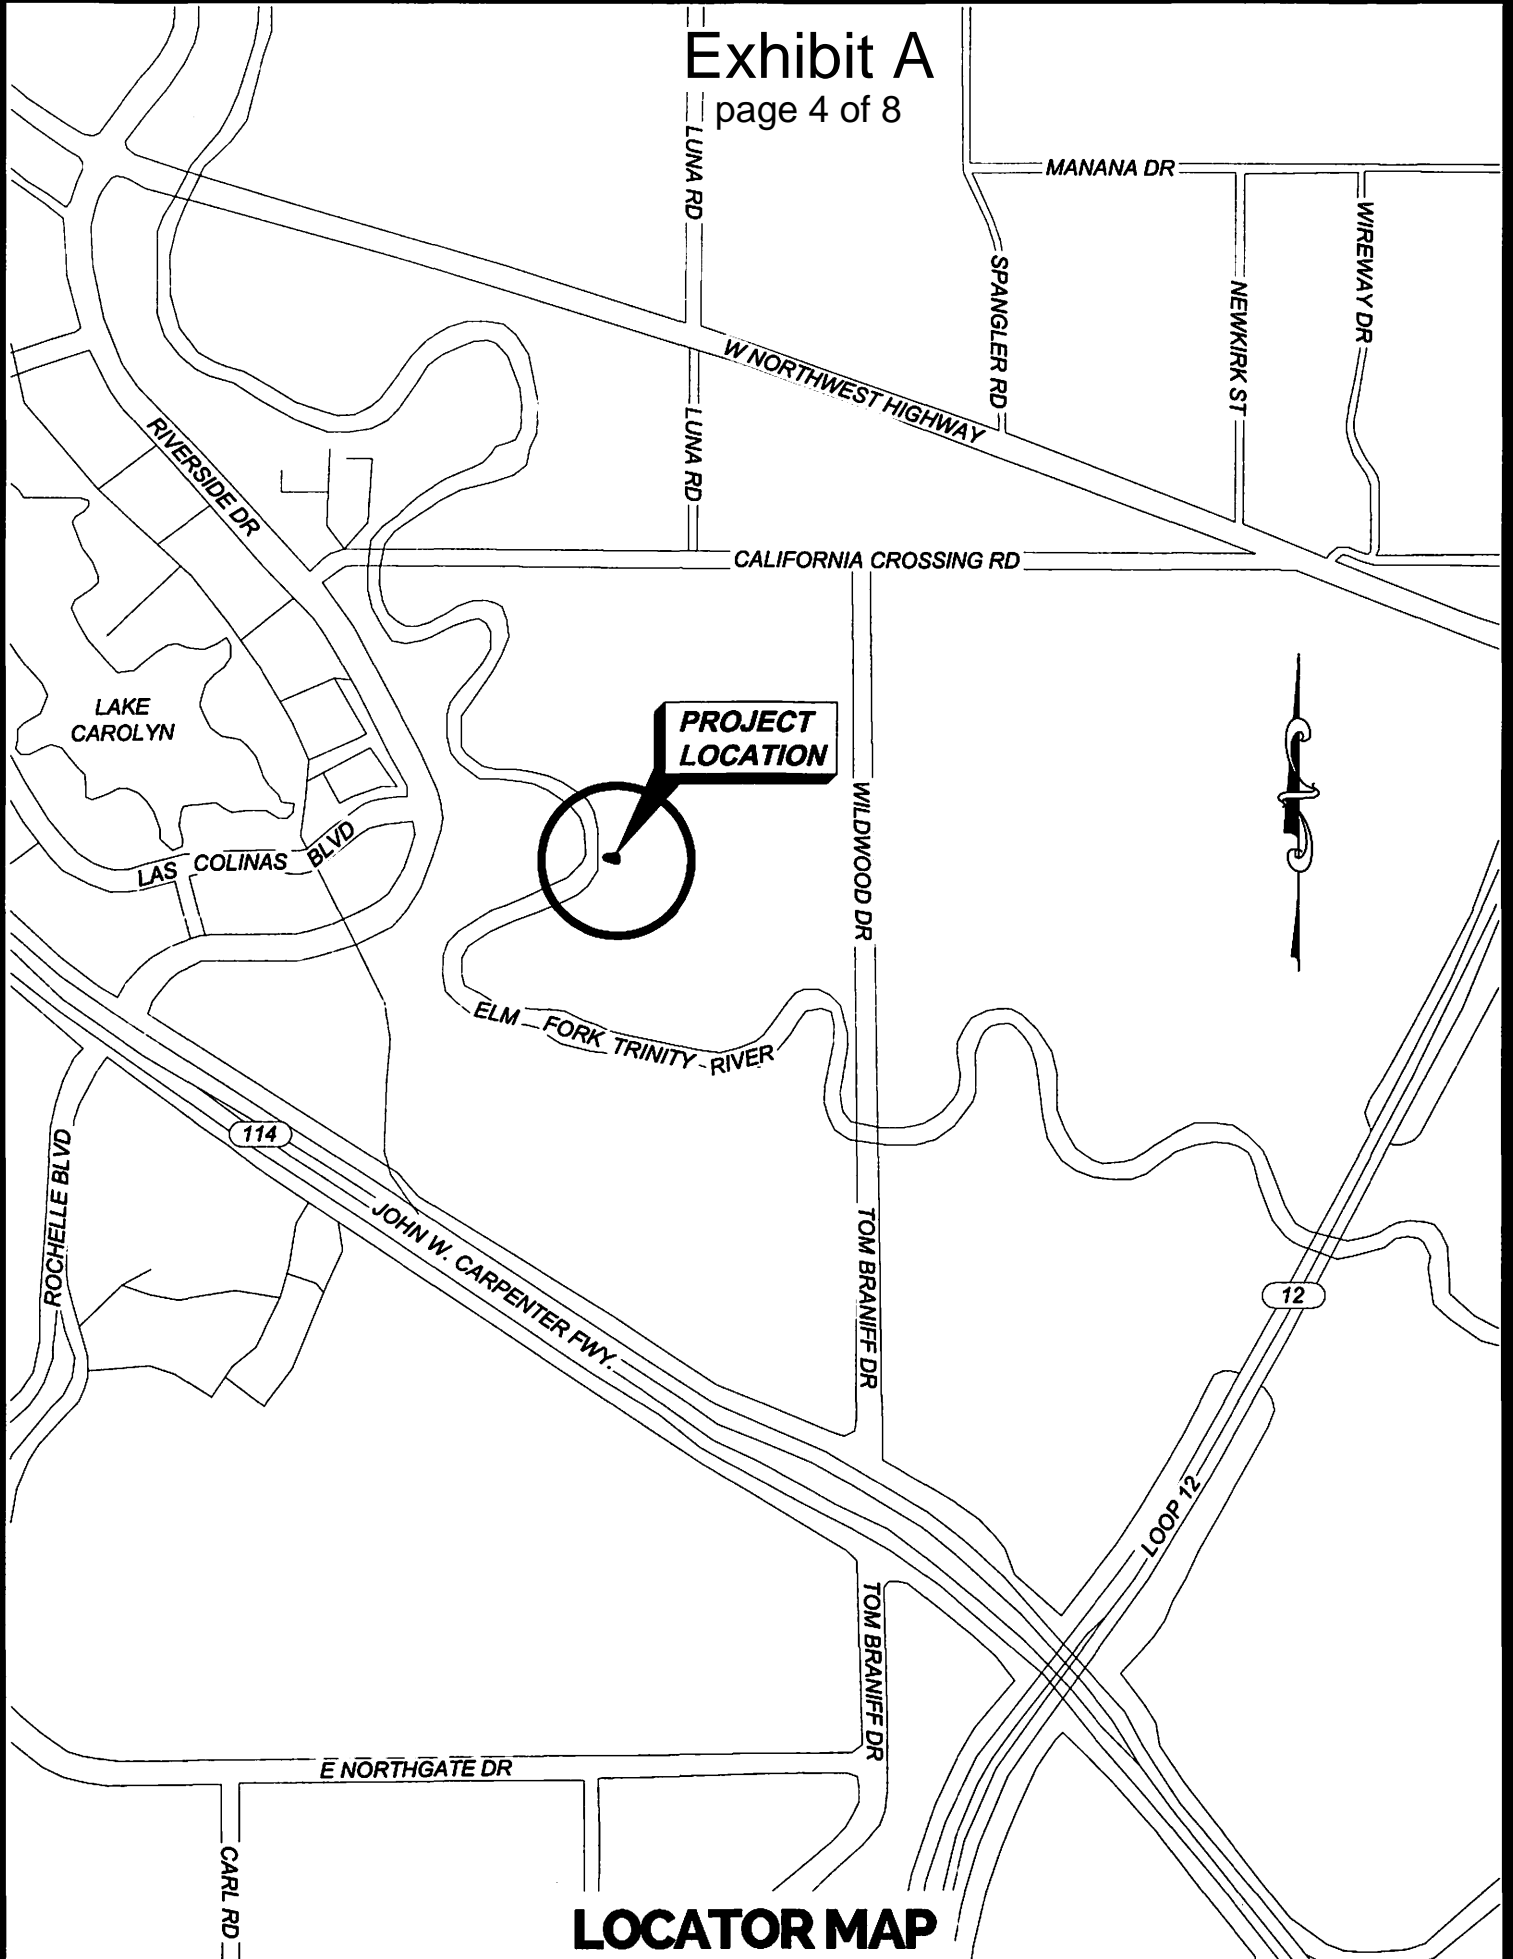 Exhibit A
page 4 of 8
LUNA RD
MANANA DR
WIREWAY DR
SPANGLER RD
NEWKIRK ST
W NORTHWEST HIGHWAY
LUNA RD
RIVERSIDE DR
CALIFORNIA CROSSING RD
LAKE
CAROLYN
PROJECT
LOCATION
WILDWOOD DR
LAS COLINAS BLVD
ELM FORK TRINITY RIVER
114
ROCHELLE BLVD
JOHN W. CARPENTER FWY.
TOM BRANIFF DR
12
LOOP 12
TOM BRANIFF DR
E NORTHGATE DR
CARL RD
LOCATOR MAP